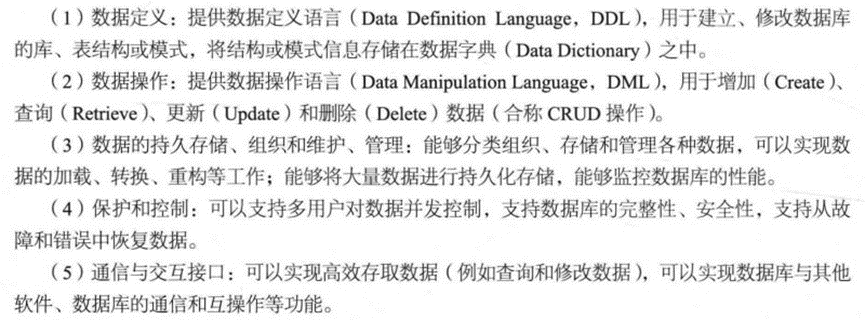 （1）数据定义：提供数据定义语言（Data Definition Language，DDL），用于建立、修改数据库
的库、表结构或模式，将结构或模式信息存储在数据字典（Data Dictionary）之中。
（2）数据操作：提供数据操作语言（Data Manipulation Language，DML），用于增加（Create）、
查询（Retrieve）、更新（Update）和删除（Delete）数据（合称 CRUD 操作）。
（3）数据的持久存储、组织和维护、管理：能够分类组织、存储和管理各种数据，可以实现数
据的加载、转换、重构等工作；能够将大量数据进行持久化存储，能够监控数据库的性能。
（4）保护和控制：可以支持多用户对数据并发控制，支持数据库的完整性、安全性，支持从故
障和错误中恢复数据。
（5）通信与交互接口：可以实现高效存取数据（例如查询和修改数据），可以实现数据库与其他
软件、数据库的通信和互操作等功能。